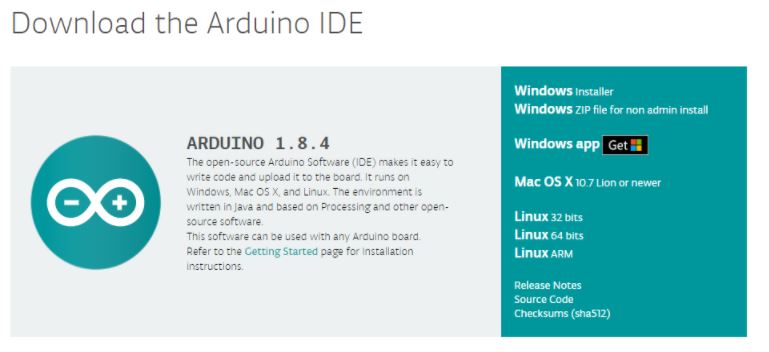 Download the Arduino IDE
ARDUINO 1.8.4
The open-source Arduino Software (IDE) makes it easy to
write code and upload it to the board. It runs on
Windows, Mac OS X, and Linux. The environment is
written in Java and based on Processing and other open-
source software.
This software can be used with any Arduino board.
Refer to the Getting Started page for Installation
instructions.
Windows Installer
Windows ZIP file for non admin install
Windows app Get
Mac OS X 10.7 Lion or newer
Linux 32 bits
Linux 64 bits
Linux ARM
Release Notes
Source Code
Checksums (sha512)